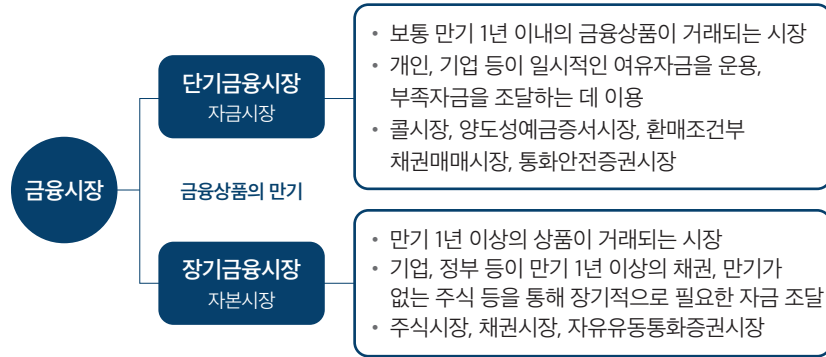 금융시장
금융상품의 만기
단기금융시장
자금시장
• 보통 만기 1년 이내의 금융상품이 거래되는 시장
• 개인, 기업 등이 일시적인 여유자금을 운용,
부족자금을 조달하는 데 이용
• 콜시장, 양도성예금증서시장, 환매조건부
채권매매시장, 통화안전증권시장
장기금융시장
자본시장
• 만기 1년 이상의 상품이 거래되는 시장
• 기업, 정부 등이 만기 1년 이상의 채권, 만기가
없는 주식 등을 통해 장기적으로 필요한 자금 조달
• 주식시장, 채권시장, 자유유동통화증권시장